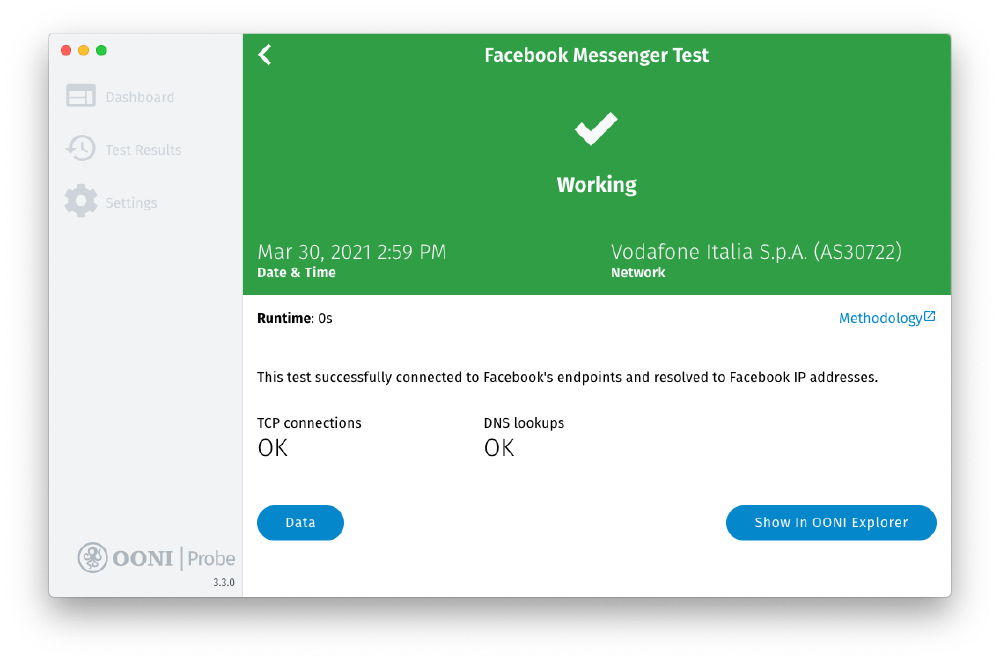 Facebook Messenger Test
Dashboard
Test Results
Settings
Working
Mar 30, 2021 2:59 PM
Date & Time
Vodafone Italia S.p.A. (AS30722)
Network
Runtime: 0s
Methodology
This test successfully connected to Facebook's endpoints and resolved to Facebook IP addresses.
TCP connections
OK
DNS lookups
OK
Data
Show In OONI Explorer
OONI Probe
3.3.0